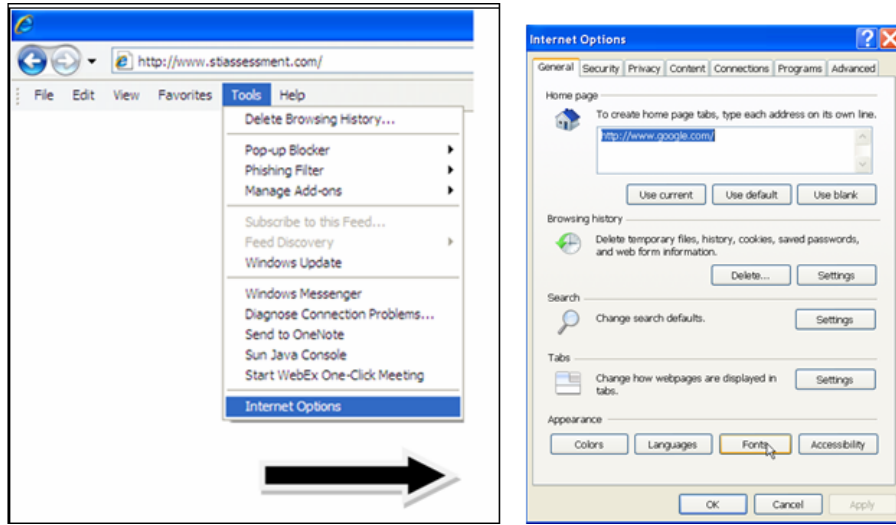 http://www.stiassessment.com/
File Edit View Favorites Tools Help
Delete Browsing History...
Pop-up Blocker
Phishing Filter
Manage Add-ons
Subscribe to this Feed...
Feed Discovery
Windows Update
Windows Messenger
Diagnose Connection Problems...
Send to OneNote
Sun Java Console
Start WebEx One-Click Meeting
Internet Options
Internet Options
General Security Privacy Content Connections Programs Advanced
Home page
To create home page tabs, type each address on its own line.
http://www.google.com/
Use current Use default Use blank
Browsing history
Delete temporary files, history, cookies, saved passwords,
and web form information.
Delete... Settings
Search
Change search defaults. Settings
Tabs
Change how webpages are displayed in Settings
tabs.
Appearance
Colors Languages Fonts Accessibility
OK Cancel Apply